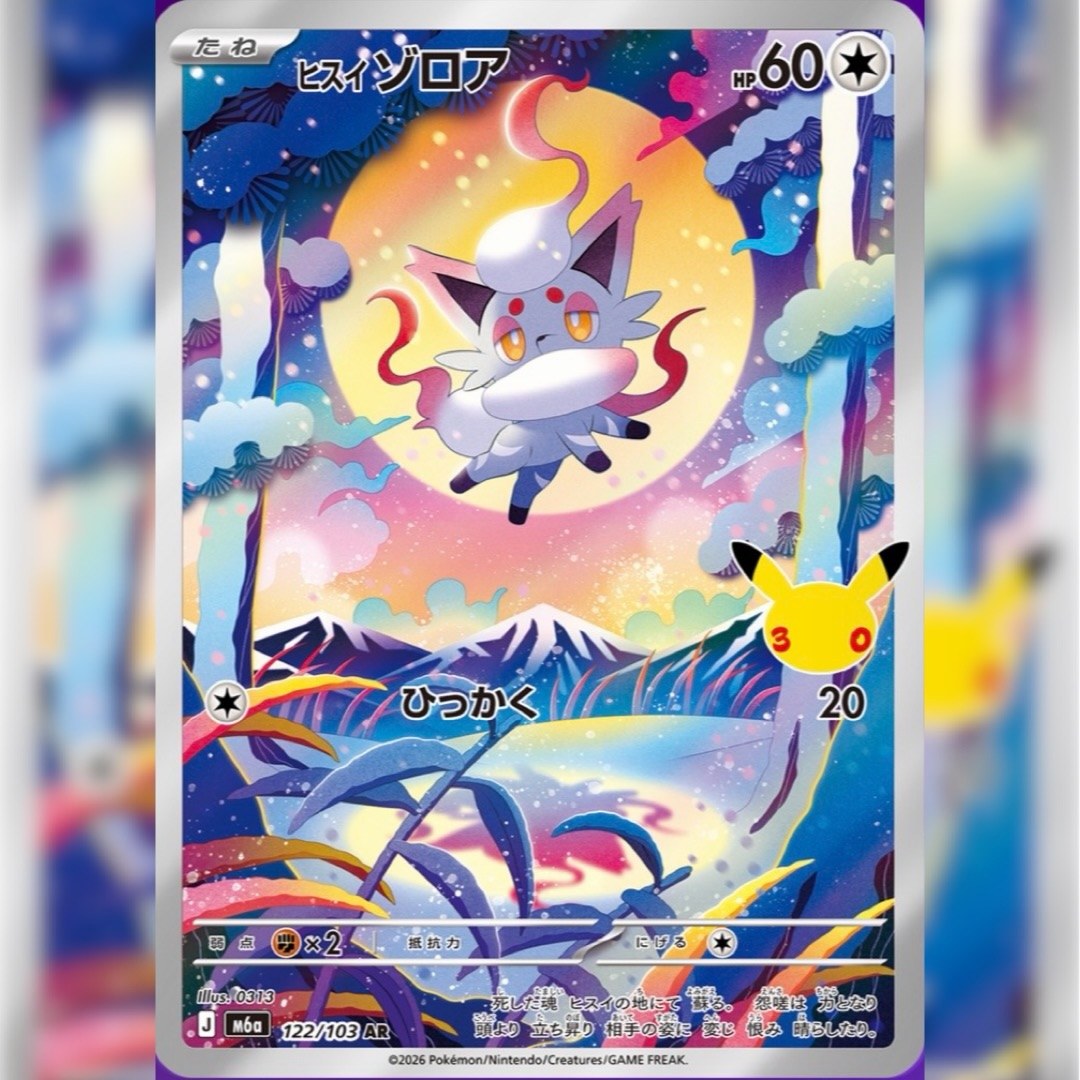 たね
ヒスイゾロア HP60
30
ひっかく 20
弱点 ×2 抵抗力 にげる
Illus. 0313
死した魂 ヒスイの地にて 蘇る。 怨嗟は 力となり
頭より 立ち昇り 相手の姿に 変じ 恨み 晴らしたり。
J M6a 122/103 AR
©2026 Pokémon/Nintendo/Creatures/GAME FREAK.